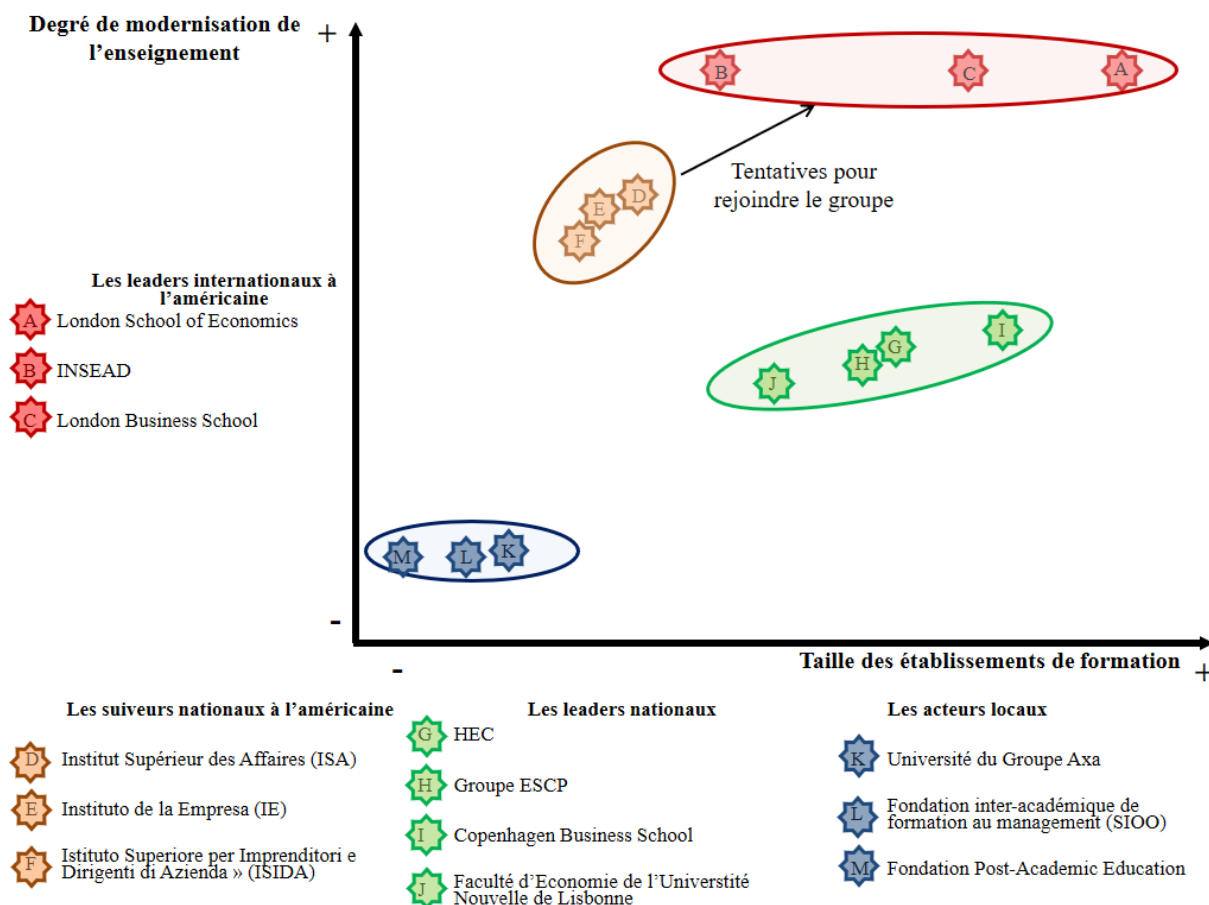 Degré de modernisation de
l’enseignement
+
B
C
A
Tentatives pour
rejoindre le groupe
D
E
F
Les leaders internationaux à
l’américaine
A London School of Economics
B INSEAD
C London Business School
I
G
H
J
M
L
K
-
-
Taille des établissements de formation
+
Les suiveurs nationaux à l’américaine
D Institut Supérieur des Affaires (ISA)
E Instituto de la Empresa (IE)
F Istituto Superiore per Imprenditori e
Dirigenti di Azienda » (ISIDA)
Les leaders nationaux
G HEC
H Groupe ESCP
I Copenhagen Business School
J Faculté d’Economie de l’Universtité
Nouvelle de Lisbonne
Les acteurs locaux
K Université du Groupe Axa
L Fondation inter-académique de
formation au management (SIOO)
M Fondation Post-Academic Education